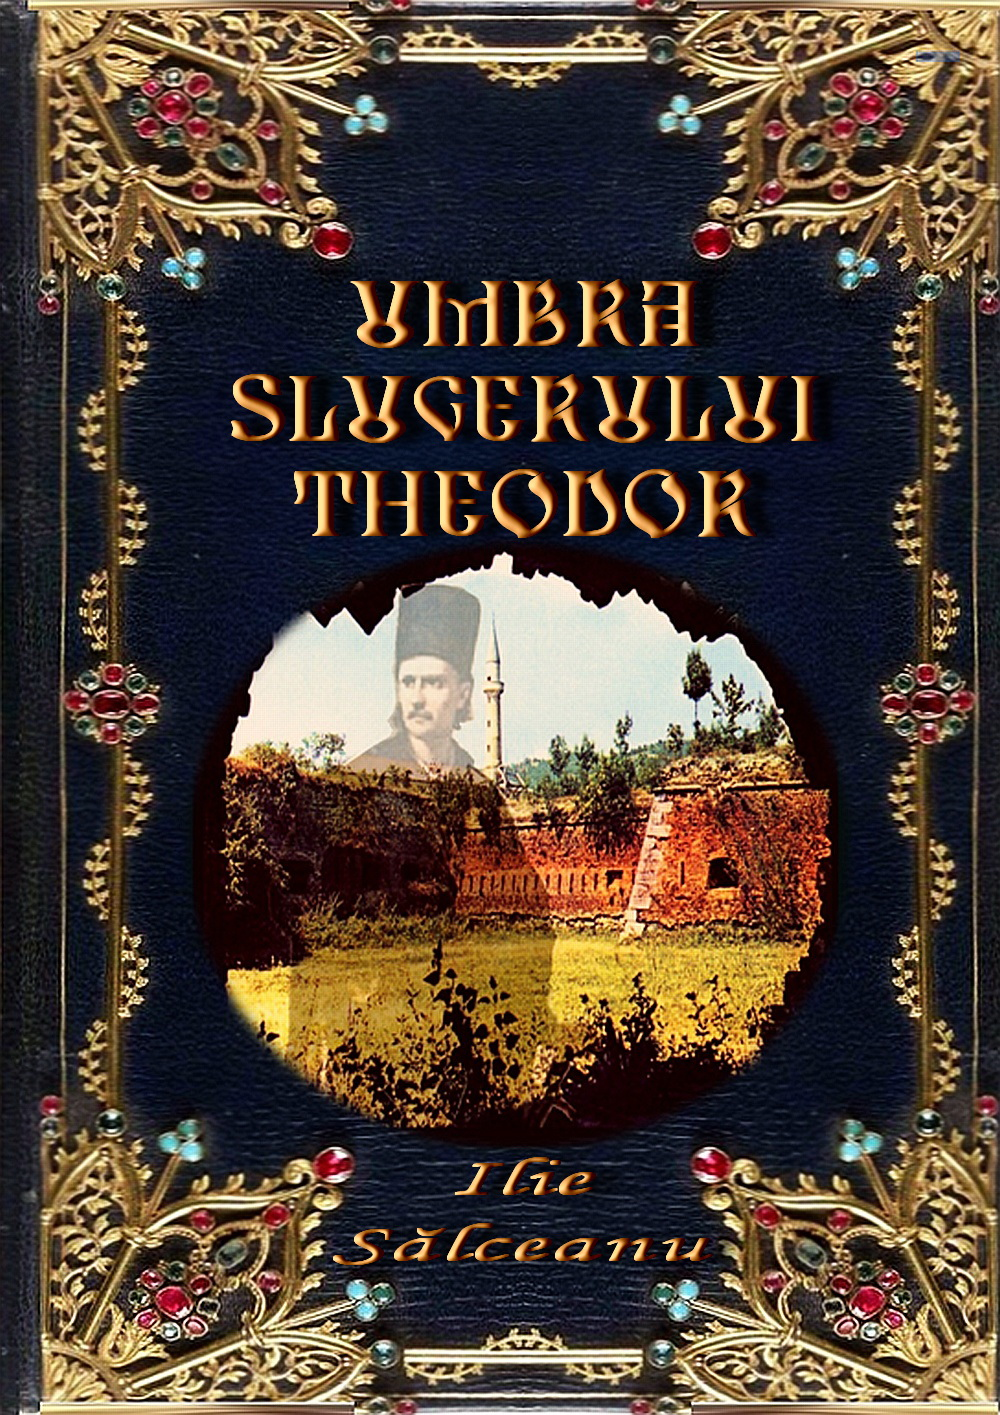 UMBRA
SLUGERULUI
THEODOR
Ilie
Sălceanu